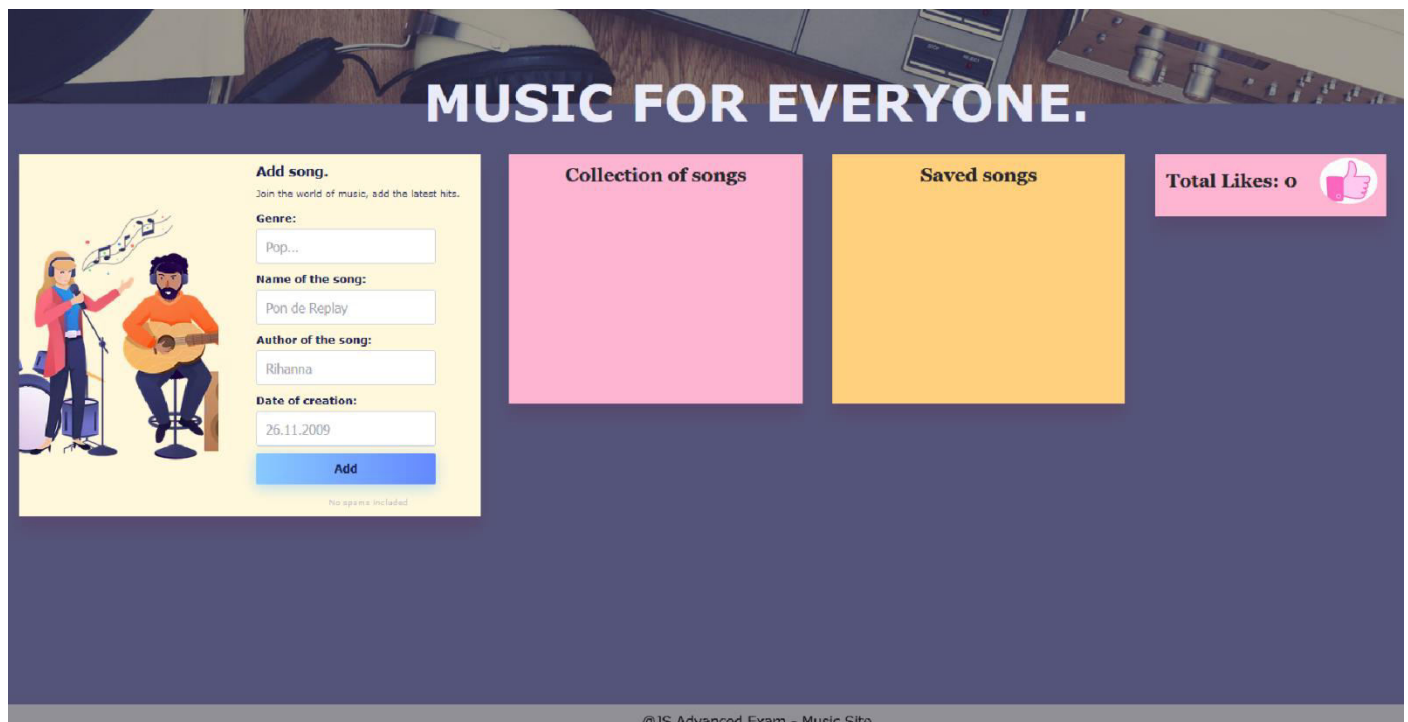 MUSIC FOR EVERYONE.
Add song.
Join the world of music, add the latest hits.
Genre:
Pop...
Name of the song:
Pon de Replay
Author of the song:
Rihanna
Date of creation:
26.11.2009
Add
No spams included
Collection of songs
Saved songs
Total Likes: 0
@JS Advanced Exam - Music Site